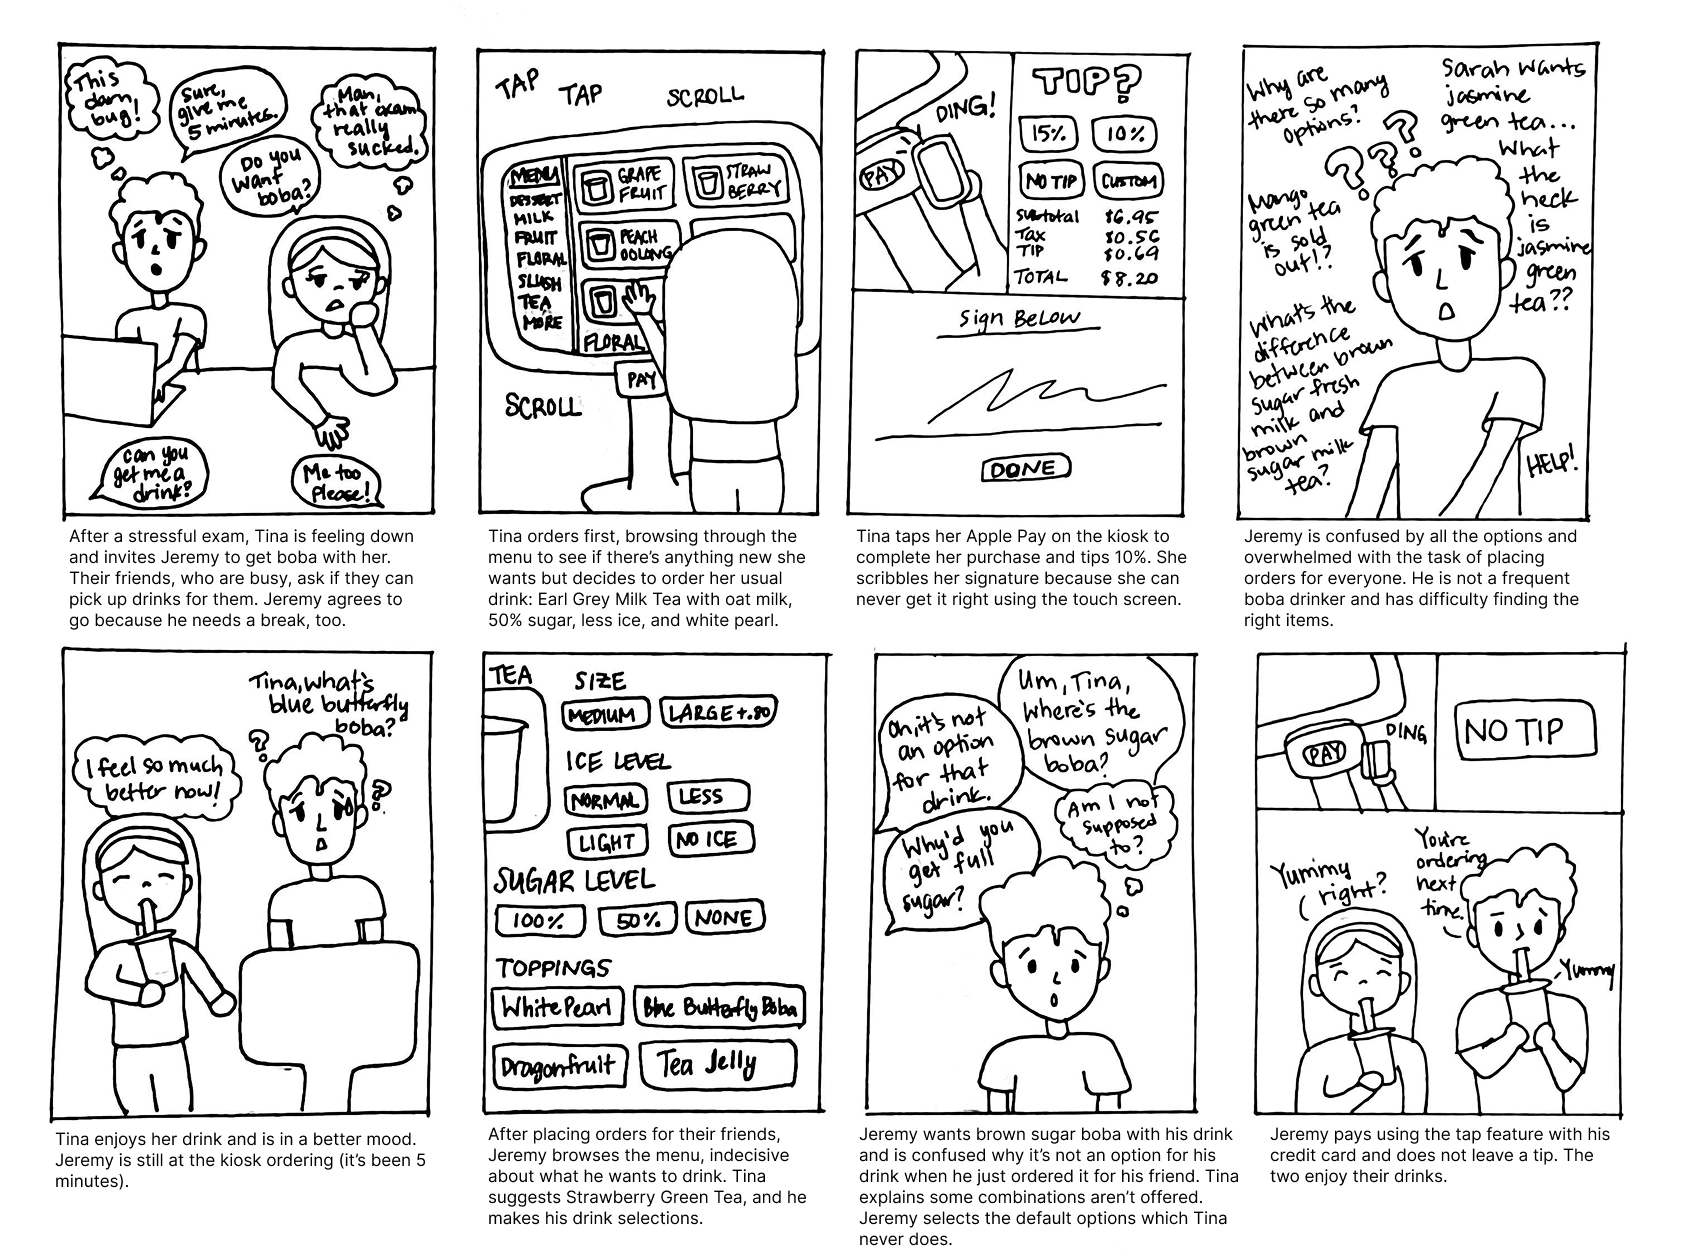 This
darn
bug!
Sure,
give me
5 minutes.
Man,
that exam
really
sucked.
Do you
want
boba?
can you
get me a
drink?
Me too
Please!
After a stressful exam, Tina is feeling down
and invites Jeremy to get boba with her.
Their friends, who are busy, ask if they can
pick up drinks for them. Jeremy agrees to
go because he needs a break, too.
TAP
TAP
SCROLL
MENU
DESSERT
MILK
FRUIT
FLORAL
SLUSH
TEA
MORE
GRAPE
FRUIT
STRAW
BERRY
PEACH
OOLONG
FLORAL
PAY
SCROLL
Tina orders first, browsing through the
menu to see if there's anything new she
wants but decides to order her usual
drink: Earl Grey Milk Tea with oat milk,
50% sugar, less ice, and white pearl.
DING!
PAY
TIP?
15%
10%
NO TIP
CUSTOM
Subtotal $6.95
Tax $0.56
TIP $0.69
TOTAL $8.20
Sign Below
DONE
Tina taps her Apple Pay on the kiosk to
complete her purchase and tips 10%. She
scribbles her signature because she can
never get it right using the touch screen.
Why are
there so many
options?
Sarah wants
jasmine
green tea...
What
the
heck
is
jasmine
green
tea??
???
Mango
green tea
is sold
out!?
What's the
difference
between brown
sugar fresh
milk and
brown
sugar milk
tea?
HELP!
Jeremy is confused by all the options and
overwhelmed with the task of placing
orders for everyone. He is not a frequent
boba drinker and has difficulty finding the
right items.
Tina, what's
blue butterfly
boba?
?
?
I feel so much
better now!
Tina enjoys her drink and is in a better mood.
Jeremy is still at the kiosk ordering (it's been 5
minutes).
TEA
SIZE
MEDIUM
LARGE +.80
ICE LEVEL
NORMAL
LESS
LIGHT
NO ICE
SUGAR LEVEL
100%
50%
NONE
TOPPINGS
White Pearl
Blue Butterfly Boba
Dragonfruit
Tea Jelly
After placing orders for their friends,
Jeremy browses the menu, indecisive
about what he wants to drink. Tina
suggests Strawberry Green Tea, and he
makes his drink selections.
Um, Tina,
where's the
brown sugar
boba?
Oh, it's not
an option
for that
drink.
Am I not
supposed
to?
Why'd you
get full
sugar?
Jeremy wants brown sugar boba with his drink
and is confused why it's not an option for his
drink when he just ordered it for his friend. Tina
explains some combinations aren't offered.
Jeremy selects the default options which Tina
never does.
PAY
DING
NO TIP
Yummy
right?
You're
ordering
next
time.
Yummy
Jeremy pays using the tap feature with his
credit card and does not leave a tip. The
two enjoy their drinks.